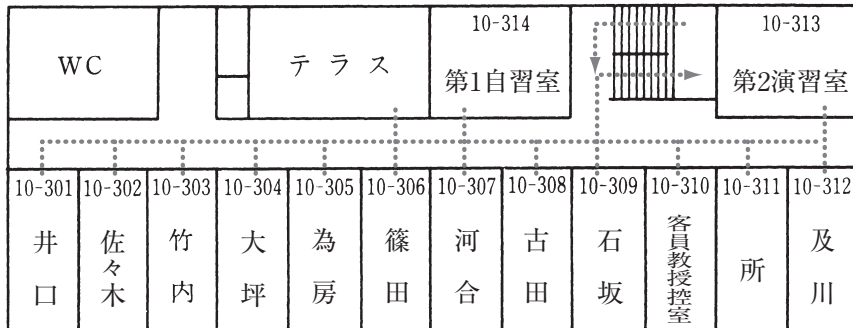 WC
テラス
10-314
第1自習室
10-313
第2演習室
10-301
井口
10-302
佐々木
10-303
竹内
10-304
大坪
10-305
為房
10-306
篠田
10-307
河合
10-308
古田
10-309
石坂
10-310
客員教授控室
10-311
所
10-312
及川